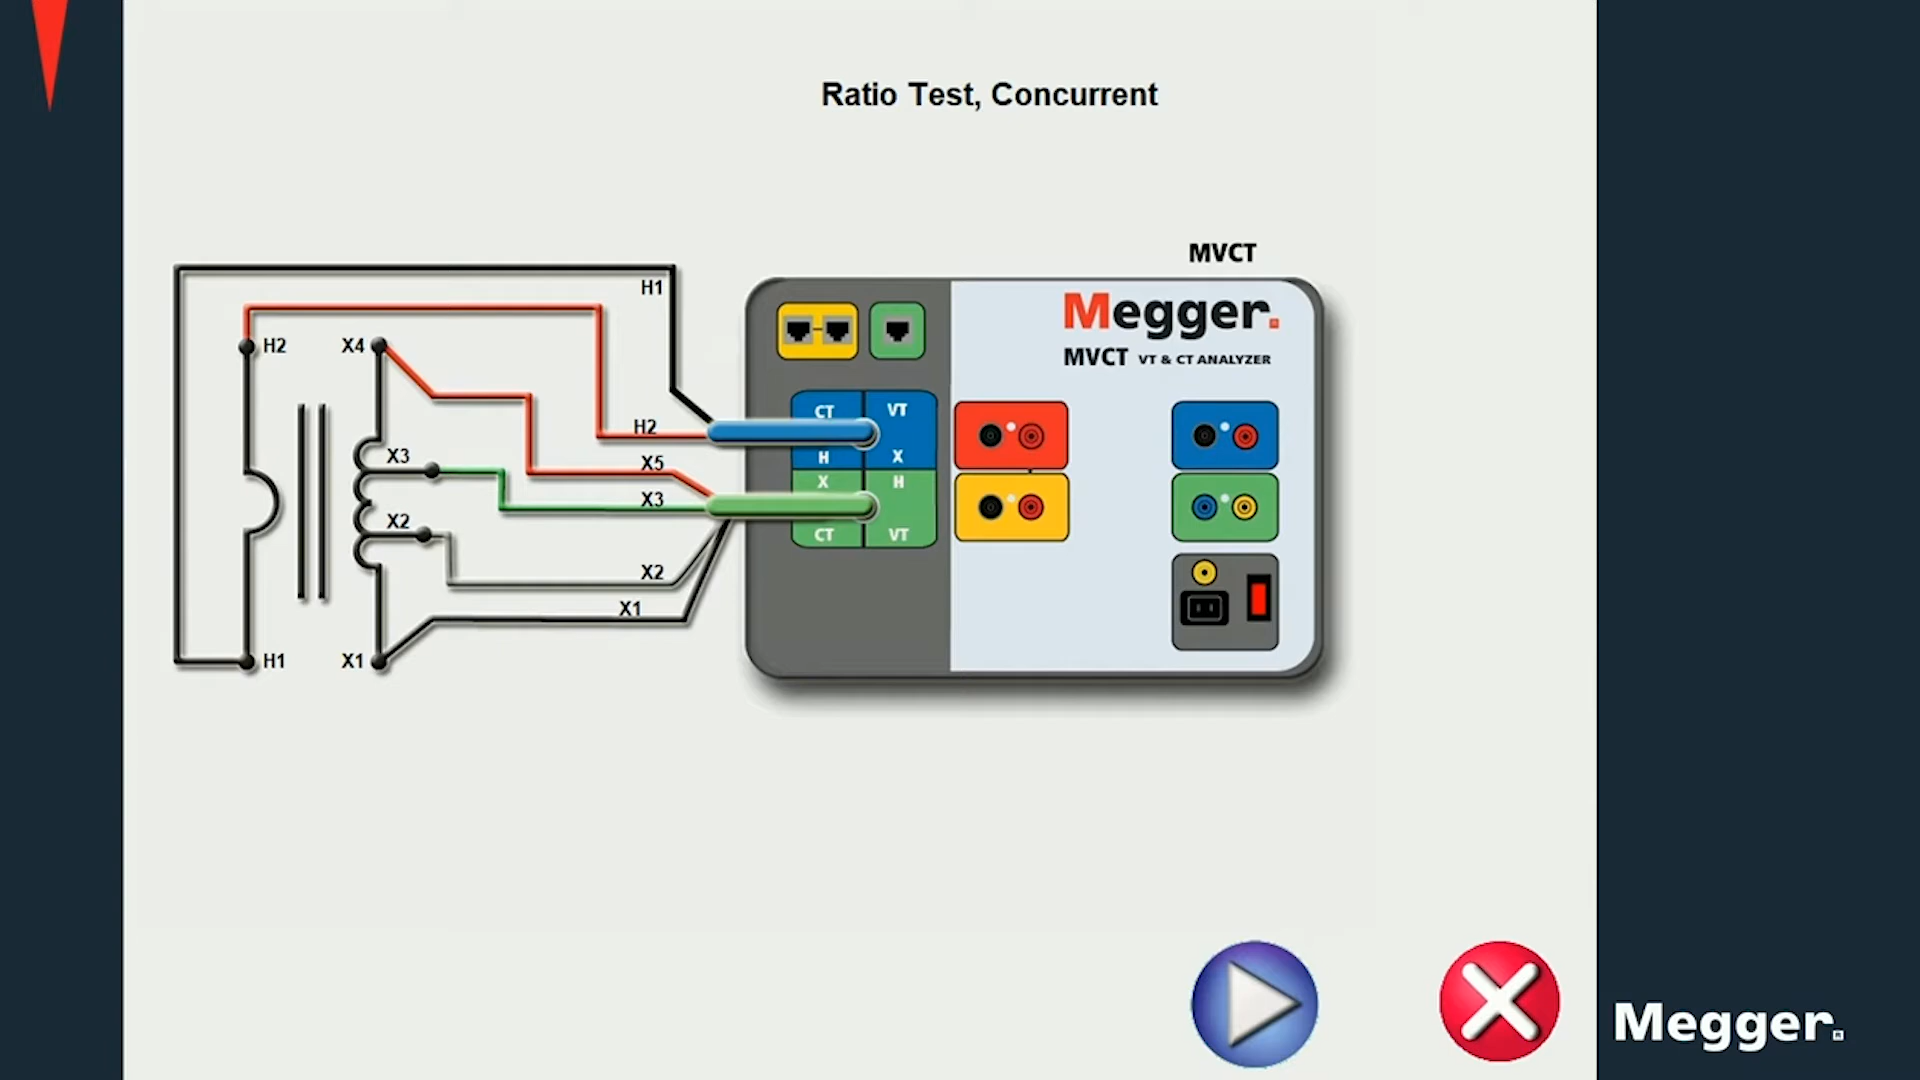 Ratio Test, Concurrent
MVCT
Megger.
MVCT VT & CT ANALYZER
H1
H2
X4
H2
X3
X5
X3
X2
X2
X1
H1
X1
CT VT
H X
X H
CT VT
Megger.